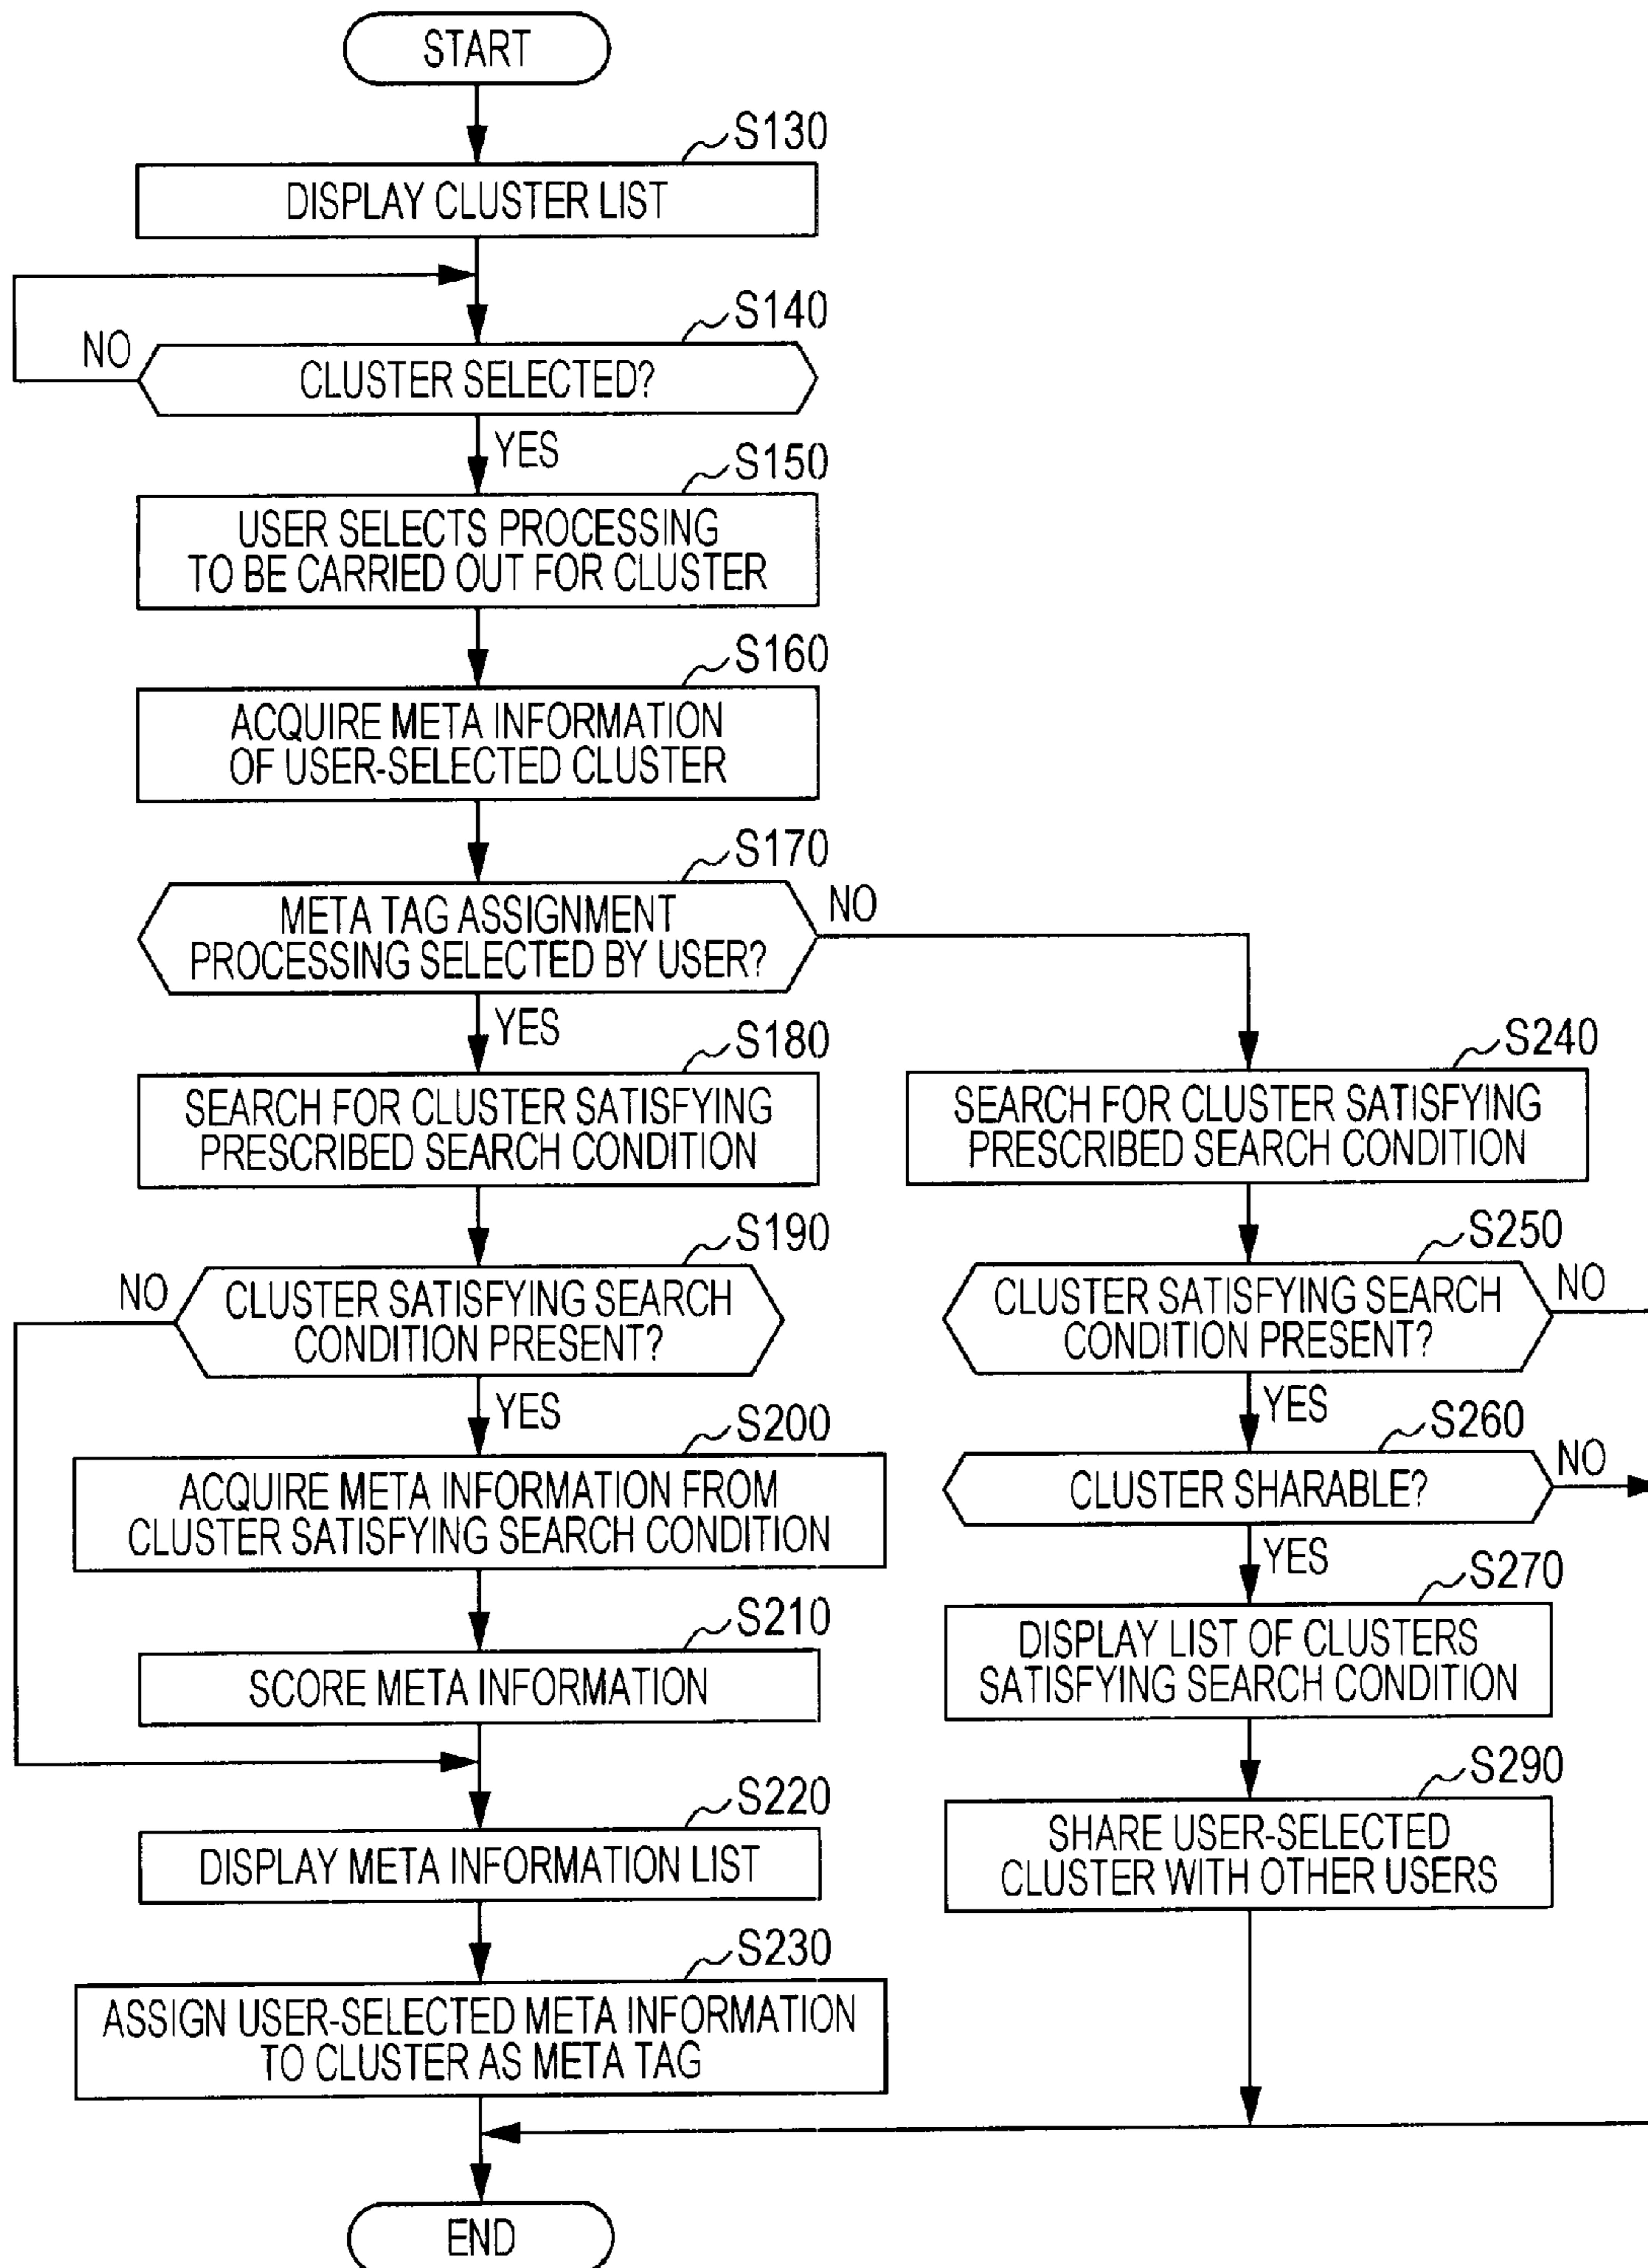 START
S130
DISPLAY CLUSTER LIST
S140
NO
CLUSTER SELECTED?
YES
S150
USER SELECTS PROCESSING
TO BE CARRIED OUT FOR CLUSTER
S160
ACQUIRE META INFORMATION
OF USER-SELECTED CLUSTER
S170
META TAG ASSIGNMENT
PROCESSING SELECTED BY USER?
NO
YES
S180
SEARCH FOR CLUSTER SATISFYING
PRESCRIBED SEARCH CONDITION
S190
NO
CLUSTER SATISFYING SEARCH
CONDITION PRESENT?
YES
S200
ACQUIRE META INFORMATION FROM
CLUSTER SATISFYING SEARCH CONDITION
S210
SCORE META INFORMATION
S220
DISPLAY META INFORMATION LIST
S230
ASSIGN USER-SELECTED META INFORMATION
TO CLUSTER AS META TAG
S240
SEARCH FOR CLUSTER SATISFYING
PRESCRIBED SEARCH CONDITION
S250
CLUSTER SATISFYING SEARCH
CONDITION PRESENT?
NO
YES
S260
CLUSTER SHARABLE?
NO
YES
S270
DISPLAY LIST OF CLUSTERS
SATISFYING SEARCH CONDITION
S290
SHARE USER-SELECTED
CLUSTER WITH OTHER USERS
END